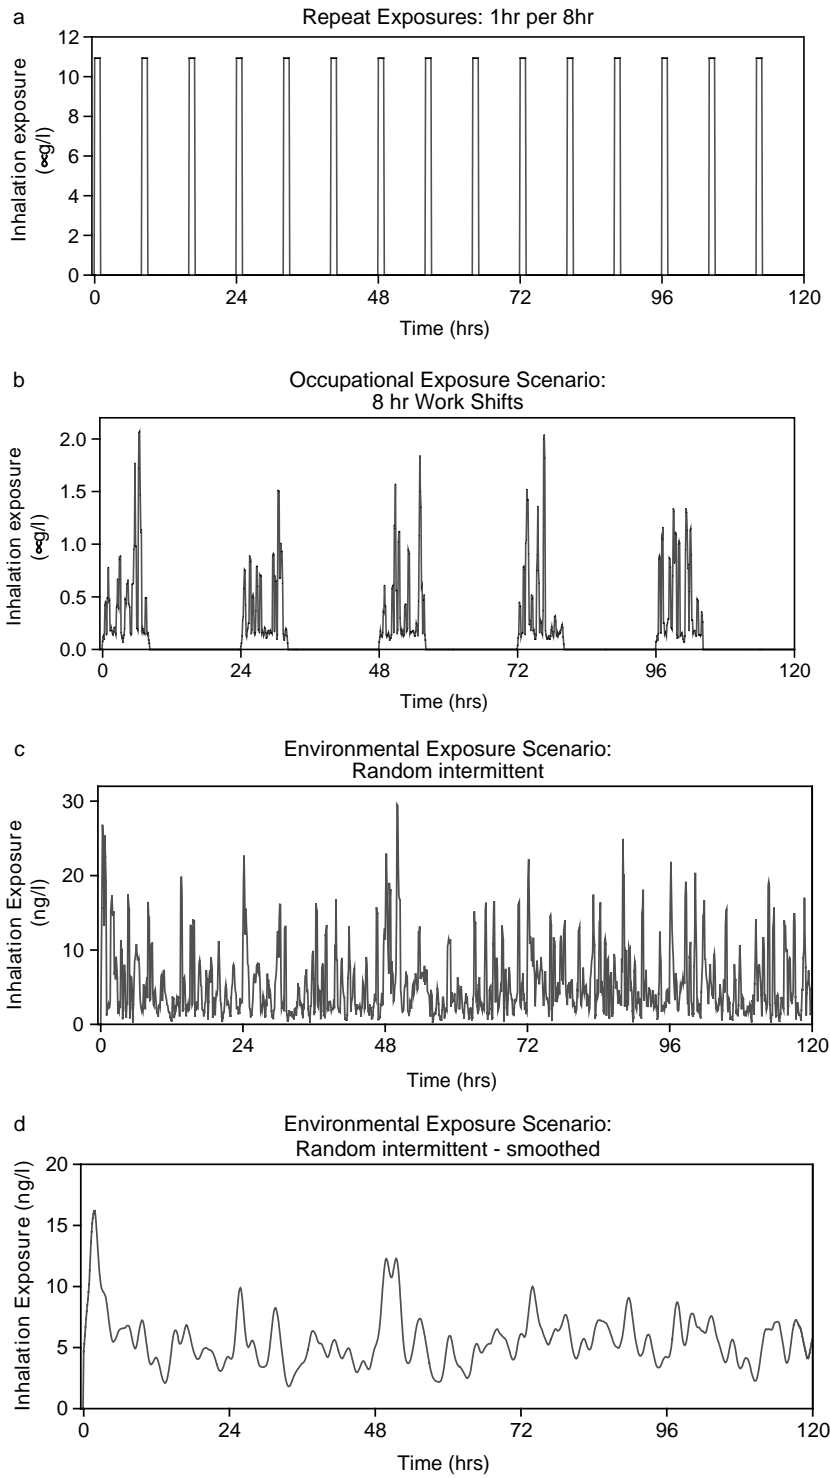 a
Repeat Exposures: 1hr per 8hr
Inhalation exposure
(∝g/l)
12
10
8
6
4
2
0
0 24 48 72 96 120
Time (hrs)
b
Occupational Exposure Scenario:
8 hr Work Shifts
Inhalation exposure
(∝g/l)
2.0
1.5
1.0
0.5
0.0
0 24 48 72 96 120
Time (hrs)
c
Environmental Exposure Scenario:
Random intermittent
Inhalation Exposure
(ng/l)
30
20
10
0
0 24 48 72 96 120
Time (hrs)
d
Environmental Exposure Scenario:
Random intermittent - smoothed
Inhalation Exposure (ng/l)
20
15
10
5
0
0 24 48 72 96 120
Time (hrs)